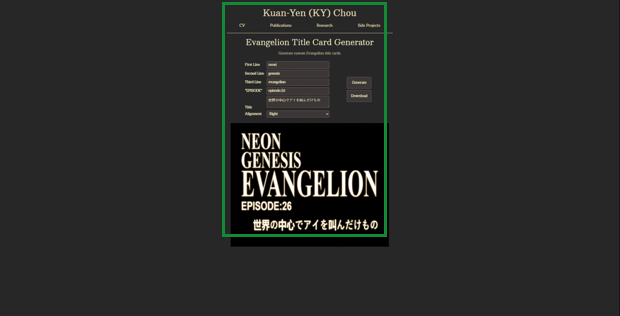 Kuan-Yen (KY) Chou
CV Publications Research Side Projects
Evangelion Title Card Generator
Generate custom Evangelion title cards.
First Line neon
Second Line genesis
Third Line evangelion
"EPISODE" episode:26
Title 世界の中心でアイを叫んだけもの
Alignment Right
Generate
Download
NEON
GENESIS
EVANGELION
EPISODE:26
世界の中心でアイを叫んだけもの